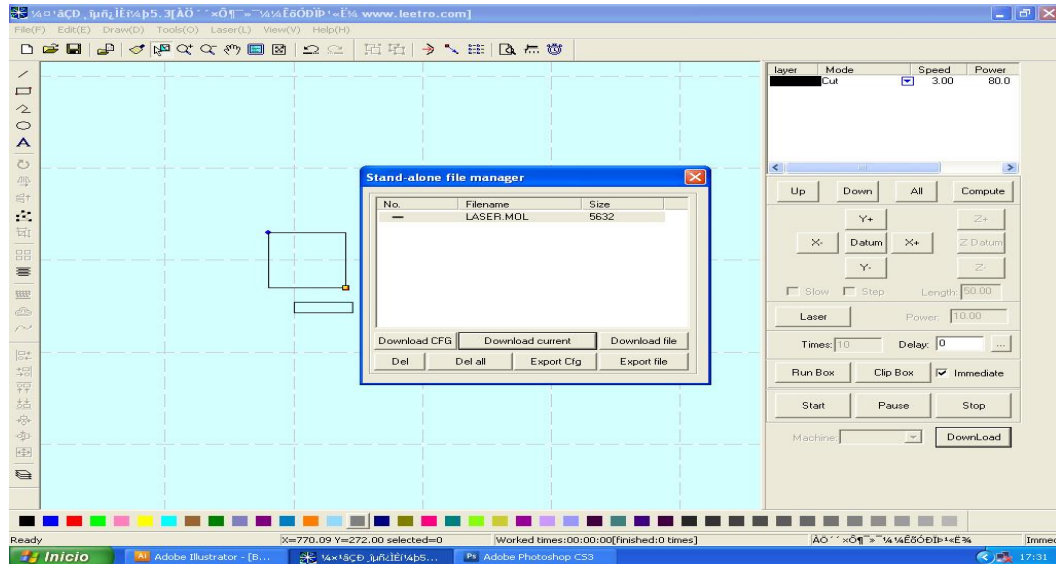 www.leetro.com]
File(F) Edit(E) Draw(D) Tools(O) Laser(L) View(V) Help(H)
layer Mode Speed Power
Cut 3.00 80.0
Stand-alone file manager
No. Filename Size
LASER.MOL 5632
Download CFG Download current Download file
Del Del all Export Cfg Export file
Up Down All Compute
Y+ Z+
X- Datum X+ Z Datum
Y- Z-
Slow Step Length: 50.00
Laser Power: 10.00
Times: 10 Delay: 0 ...
Run Box Clip Box Immediate
Start Pause Stop
Machine: DownLoad
Ready X=770.09 Y=272.00 selected=0 Worked times:00:00:00[finished:0 times] Immed
Inicio Adobe Illustrator - [B... Adobe Photoshop CS3 17:31